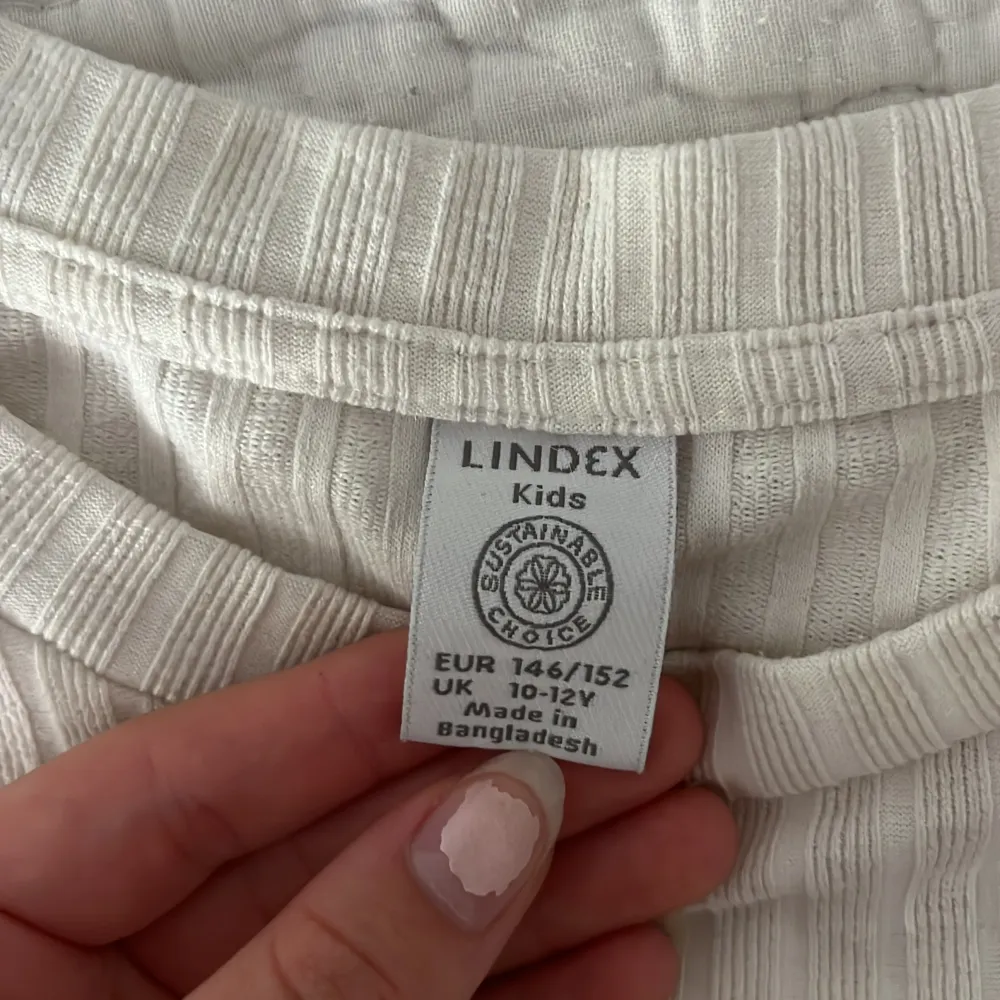 LINDEX
Kids
SUSTAINABLE
CHOICE
EUR 146/152
UK 10-12Y
Made in
Bangladesh